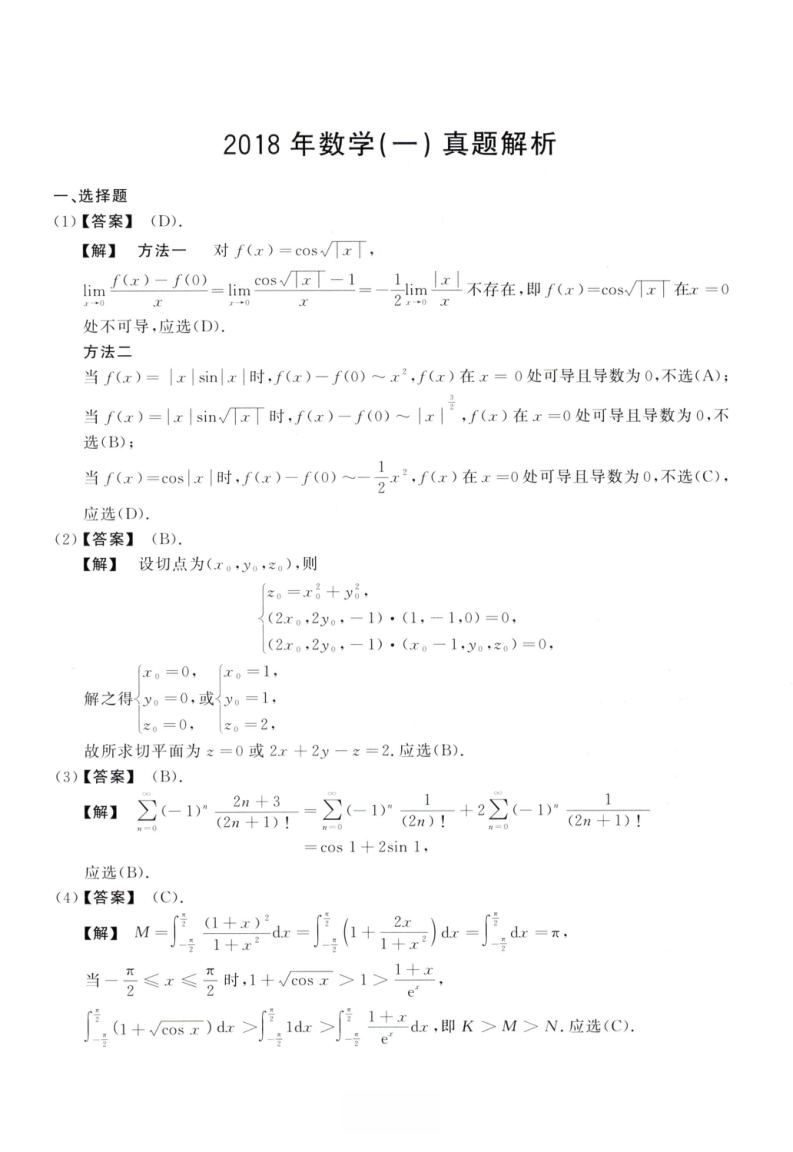 2018 年数学(一) 真题解析
一、选择题
(1)【答案】 (D).
【解】 方法一 对 f(x)=cos√|x|,
lim_{x→0} (f(x)-f(0))/x = lim_{x→0} (cos√|x|-1)/x = -1/2 lim_{x→0} |x|/x 不存在,即 f(x)=cos√|x| 在x=0
处不可导,应选(D).
方法二
当 f(x)=|x|sin|x|时,f(x)-f(0)~x²,f(x)在 x=0处可导且导数为0,不选(A);
当 f(x)=|x|sin√|x| 时,f(x)-f(0)~|x|^{3/2},f(x)在 x=0处可导且导数为0,不
选(B);
当 f(x)=cos|x|时,f(x)-f(0)~-1/2 x²,f(x)在 x=0处可导且导数为0,不选(C),
应选(D).
(2)【答案】 (B).
【解】 设切点为(x₀,y₀,z₀),则
{z₀=x₀²+y₀²,
(2x₀,2y₀,-1)·(1,-1,0)=0,
(2x₀,2y₀,-1)·(x₀-1,y₀,z₀)=0,
解之得{x₀=0, y₀=0, z₀=0, 或{x₀=1, y₀=1, z₀=2,
故所求切平面为 z=0 或 2x+2y-z=2.应选(B).
(3)【答案】 (B).
【解】 ∑_{n=0}^{∞}(-1)ⁿ (2n+3)/(2n+1)! = ∑_{n=0}^{∞}(-1)ⁿ 1/(2n)! + 2∑_{n=0}^{∞}(-1)ⁿ 1/(2n+1)!
=cos 1+2sin 1,
应选(B).
(4)【答案】 (C).
【解】 M=∫_{-π/2}^{π/2} (1+x)²/(1+x²) dx=∫_{-π/2}^{π/2} (1+2x/(1+x²)) dx=∫_{-π/2}^{π/2} dx=π,
当-π/2≤x≤π/2时,1+√cos x>1>(1+x)/eˣ,
∫_{-π/2}^{π/2} (1+√cos x)dx>∫_{-π/2}^{π/2} 1dx>∫_{-π/2}^{π/2} (1+x)/eˣ dx,即 K>M>N.应选(C).